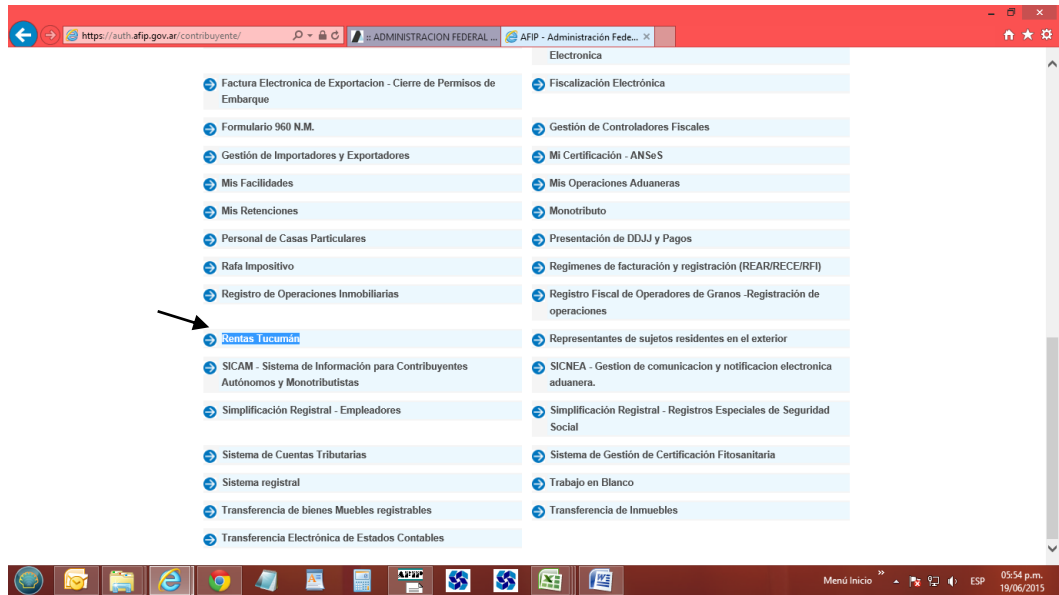 https://auth.afip.gov.ar/contribuyente/
:: ADMINISTRACION FEDERAL ...
AFIP - Administración Fede...
Electronica
Factura Electronica de Exportacion - Cierre de Permisos de
Embarque
Fiscalización Electrónica
Formulario 960 N.M.
Gestión de Controladores Fiscales
Gestión de Importadores y Exportadores
Mi Certificación - ANSeS
Mis Facilidades
Mis Operaciones Aduaneras
Mis Retenciones
Monotributo
Personal de Casas Particulares
Presentación de DDJJ y Pagos
Rafa Impositivo
Regimenes de facturación y registración (REAR/RECE/RFI)
Registro de Operaciones Inmobiliarias
Registro Fiscal de Operadores de Granos -Registración de
operaciones
Rentas Tucumán
Representantes de sujetos residentes en el exterior
SICAM - Sistema de Información para Contribuyentes
Autónomos y Monotributistas
SICNEA - Gestion de comunicacion y notificacion electronica
aduanera.
Simplificación Registral - Empleadores
Simplificación Registral - Registros Especiales de Seguridad
Social
Sistema de Cuentas Tributarias
Sistema de Gestión de Certificación Fitosanitaria
Sistema registral
Trabajo en Blanco
Transferencia de bienes Muebles registrables
Transferencia de Inmuebles
Transferencia Electrónica de Estados Contables
AFIP
Menú Inicio
ESP
05:54 p.m.
19/06/2015